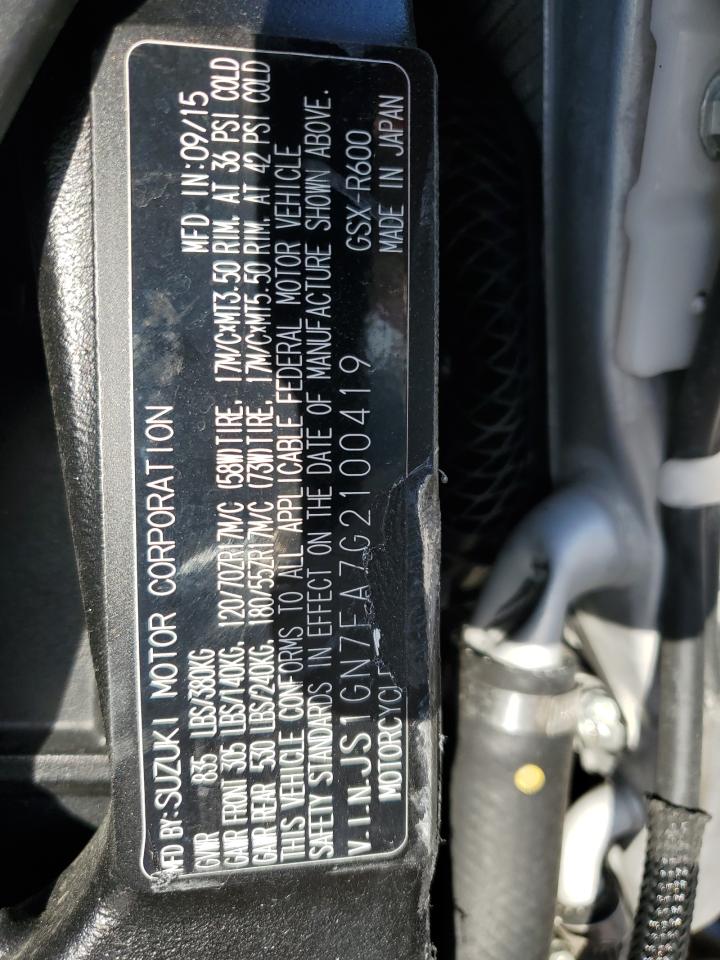 MFD BY:SUZUKI MOTOR CORPORATION MFD IN:09/15
GVWR 835 LBS/380KG
GAWR FRONT 305 LBS/140KG. 120/70ZR17M/C (58W)TIRE, 17M/CxMT3.50 RIM, AT 36 PSI COLD
GAWR REAR 530 LBS/240KG. 180/55ZR17M/C (73W)TIRE. 17M/CxMT5.50 RIM. AT 42 PSI COLD
THIS VEHICLE CONFORMS TO ALL APPLICABLE FEDERAL MOTOR VEHICLE
SAFETY STANDARDS IN EFFECT ON THE DATE OF MANUFACTURE SHOWN ABOVE.
V.I.N.JS1GN7FA7G2100419 GSX-R600
MOTORCYCLE MADE IN JAPAN